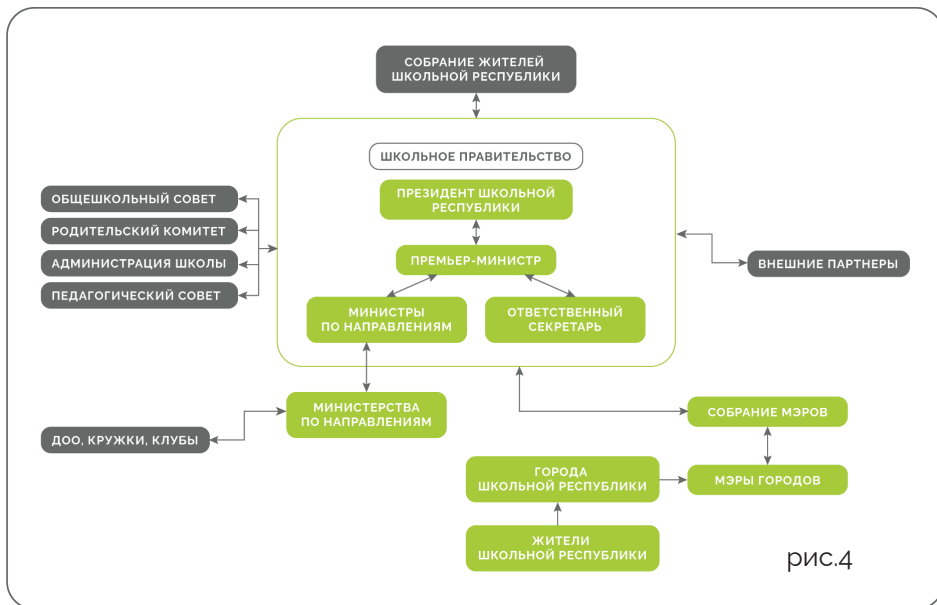 СОБРАНИЕ ЖИТЕЛЕЙ
ШКОЛЬНОЙ РЕСПУБЛИКИ
ШКОЛЬНОЕ ПРАВИТЕЛЬСТВО
ПРЕЗИДЕНТ ШКОЛЬНОЙ
РЕСПУБЛИКИ
ПРЕМЬЕР-МИНИСТР
МИНИСТРЫ
ПО НАПРАВЛЕНИЯМ
ОТВЕТСТВЕННЫЙ
СЕКРЕТАРЬ
ОБЩЕШКОЛЬНЫЙ СОВЕТ
РОДИТЕЛЬСКИЙ КОМИТЕТ
АДМИНИСТРАЦИЯ ШКОЛЫ
ПЕДАГОГИЧЕСКИЙ СОВЕТ
ВНЕШНИЕ ПАРТНЕРЫ
МИНИСТЕРСТВА
ПО НАПРАВЛЕНИЯМ
ДОО, КРУЖКИ, КЛУБЫ
СОБРАНИЕ МЭРОВ
ГОРОДА
ШКОЛЬНОЙ РЕСПУБЛИКИ
МЭРЫ ГОРОДОВ
ЖИТЕЛИ
ШКОЛЬНОЙ РЕСПУБЛИКИ
рис.4